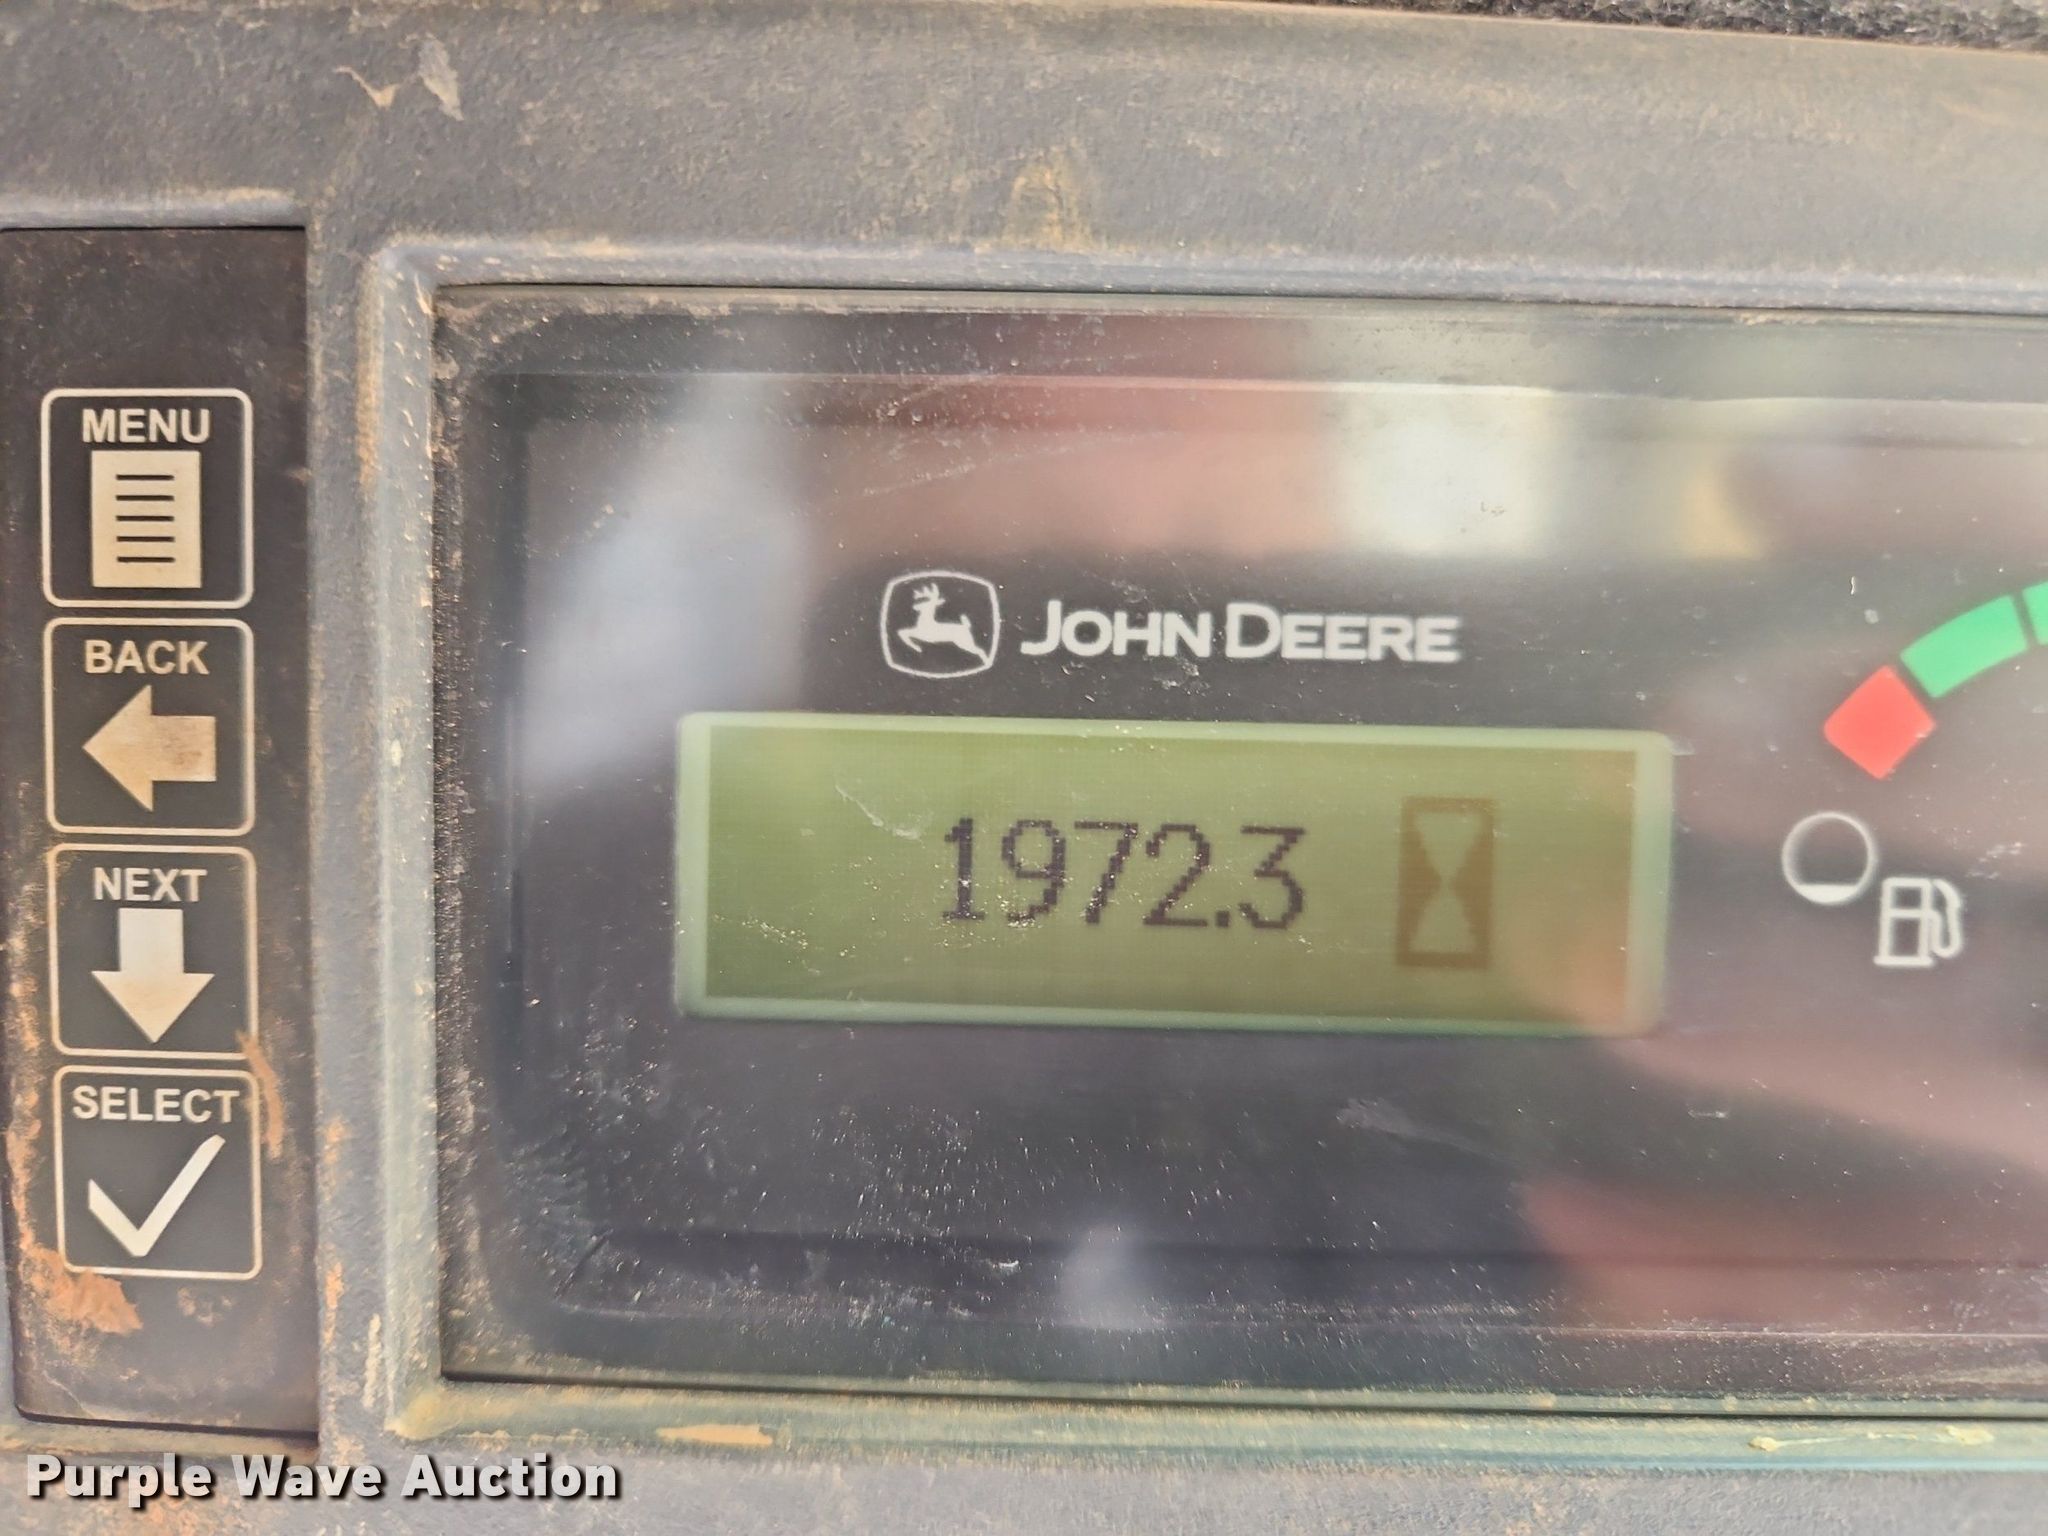 MENU
BACK
NEXT
SELECT
JOHN DEERE
1972.3
Purple Wave Auction